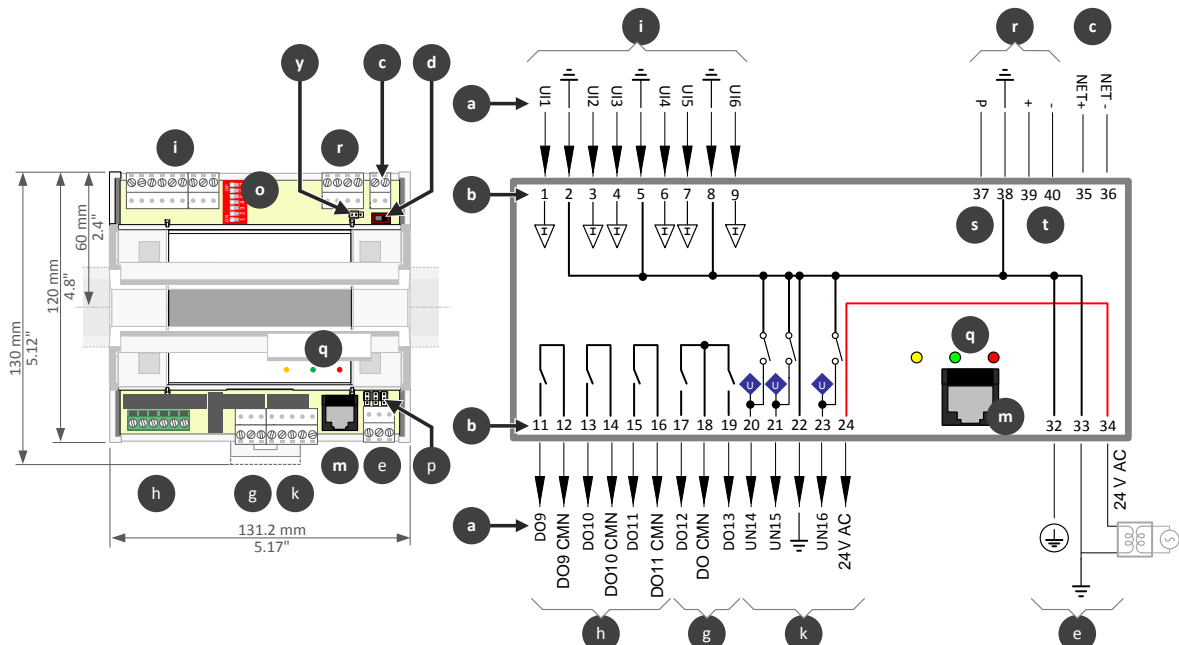 i
r
c
y
c
d
a
UI1
UI2
UI3
UI4
UI5
UI6
P
+
-
NET+
NET -
i
r
o
b
1 2 3 4 5 6 7 8 9
37 38 39 40 35 36
s
t
60 mm
2.4"
120 mm
4.8"
130 mm
5.12"
q
q
U
U
U
m
b
11 12 13 14 15 16 17 18 19 20 21 22 23 24
32 33 34
h
g
k
m
e
p
24 V AC
a
DO9
DO9 CMN
DO10
DO10 CMN
DO11
DO11 CMN
DO12
DO CMN
DO13
UN14
UN15
UN16
24V AC
S
131.2 mm
5.17"
h
g
k
e